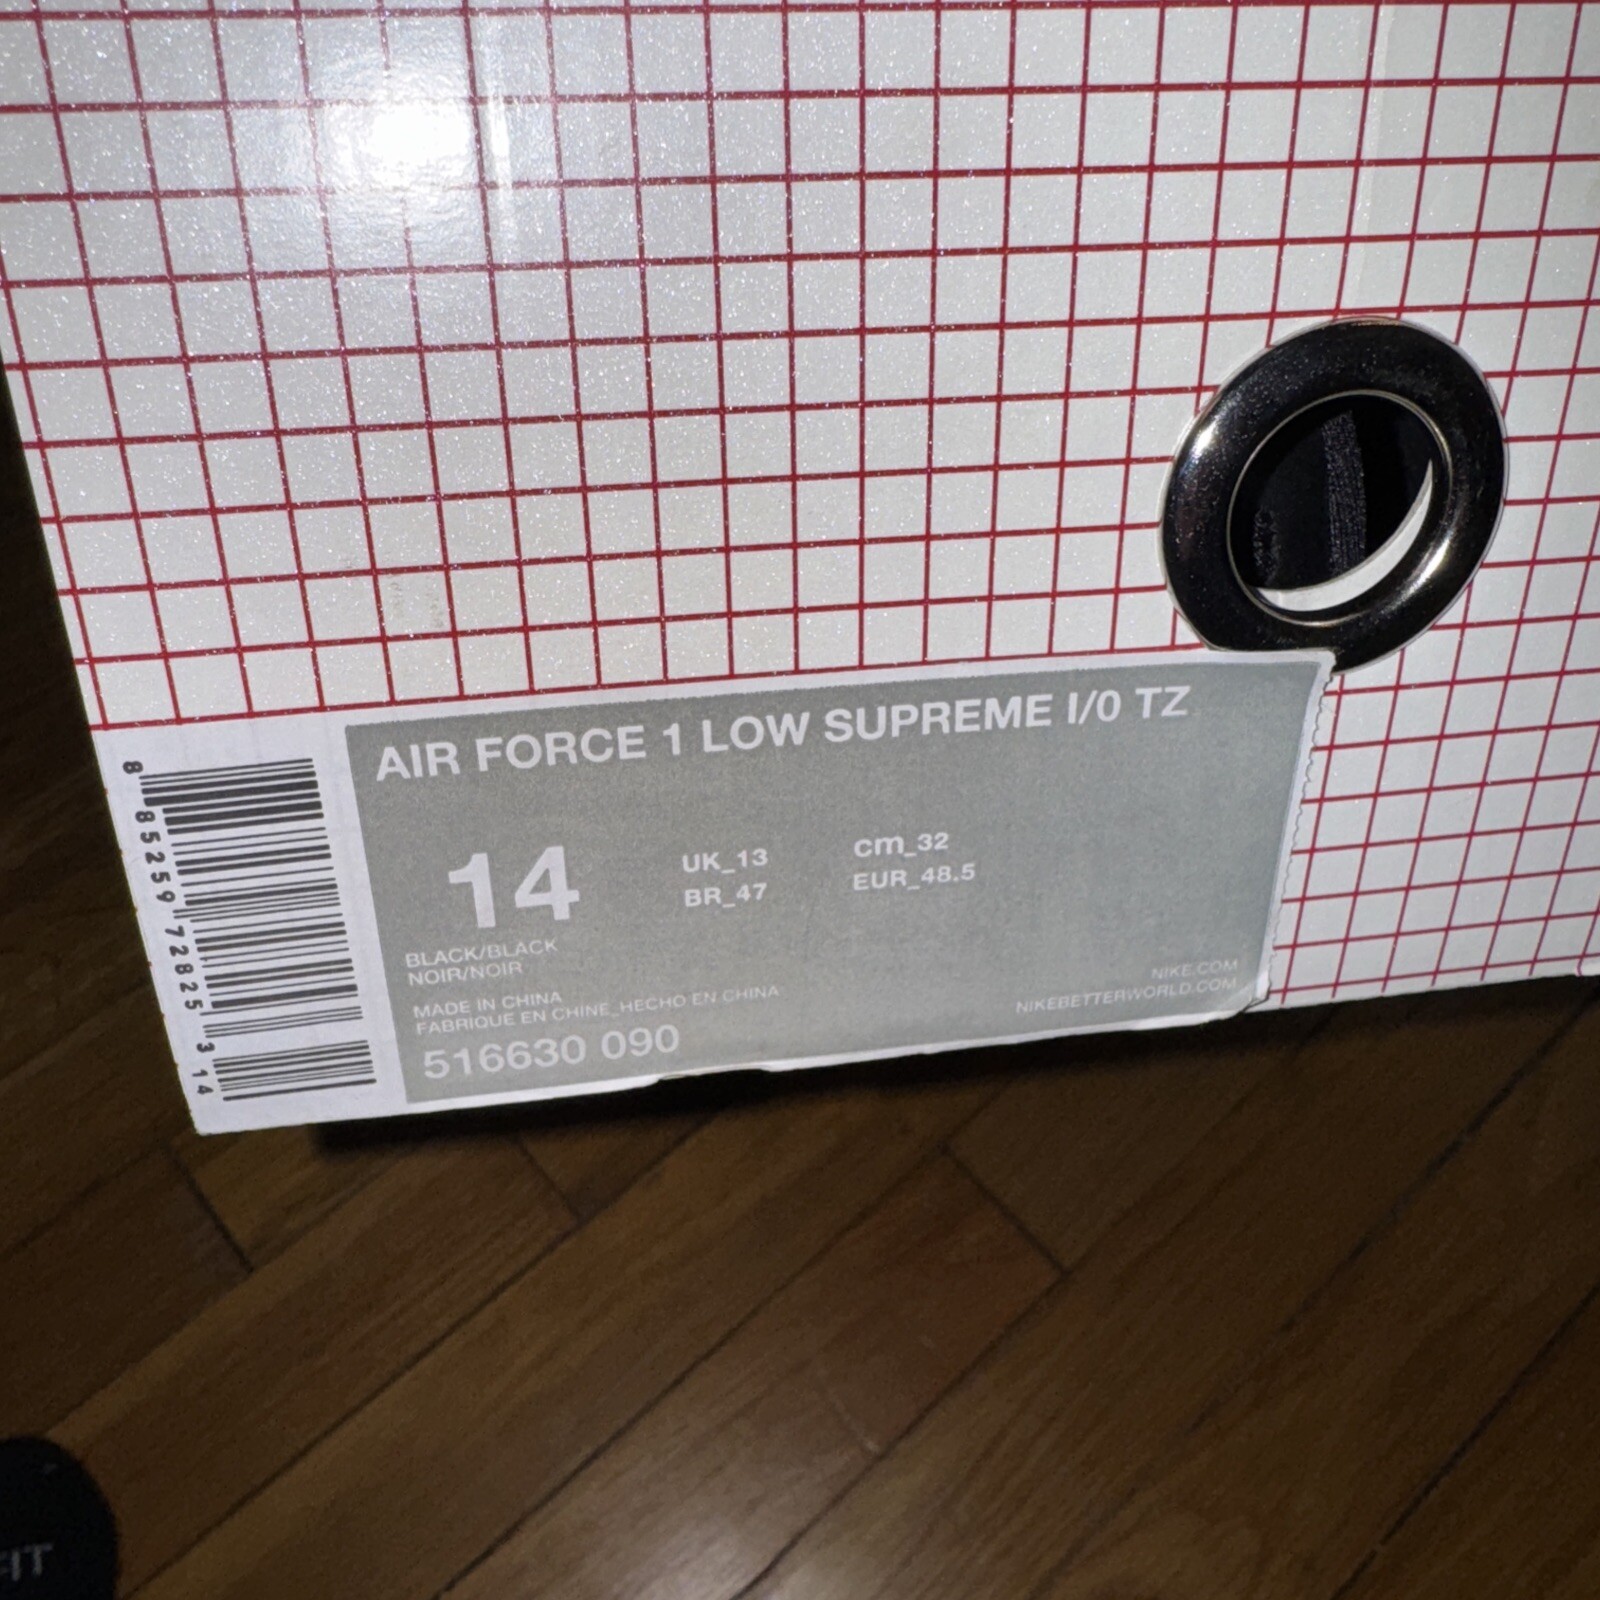 AIR FORCE 1 LOW SUPREME I/0 TZ
14
UK_13
cm_32
BR_47
EUR_48.5
BLACK/BLACK
NOIR/NOIR
MADE IN CHINA
FABRIQUE EN CHINE_HECHO EN CHINA
516630 090
NIKE.COM
NIKEBETTERWORLD.COM
8 85259 72825 3 14